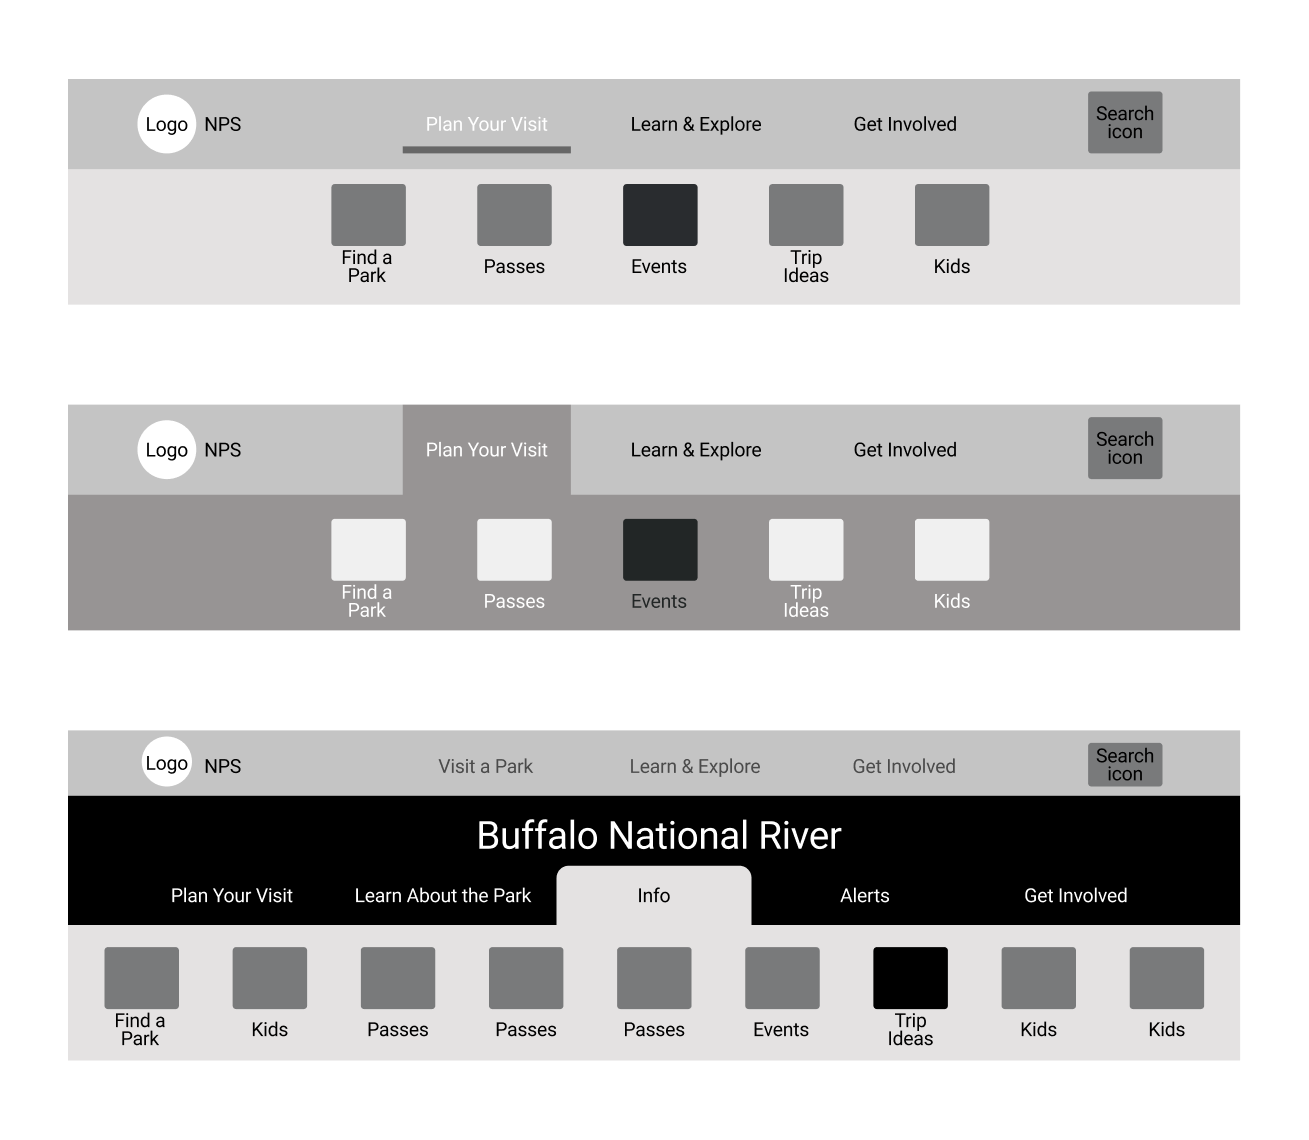 Logo NPS Plan Your Visit Learn & Explore Get Involved Search icon
Find a Park Passes Events Trip Ideas Kids
Logo NPS Plan Your Visit Learn & Explore Get Involved Search icon
Find a Park Passes Events Trip Ideas Kids
Logo NPS Visit a Park Learn & Explore Get Involved Search icon
Buffalo National River
Plan Your Visit Learn About the Park Info Alerts Get Involved
Find a Park Kids Passes Passes Passes Events Trip Ideas Kids Kids